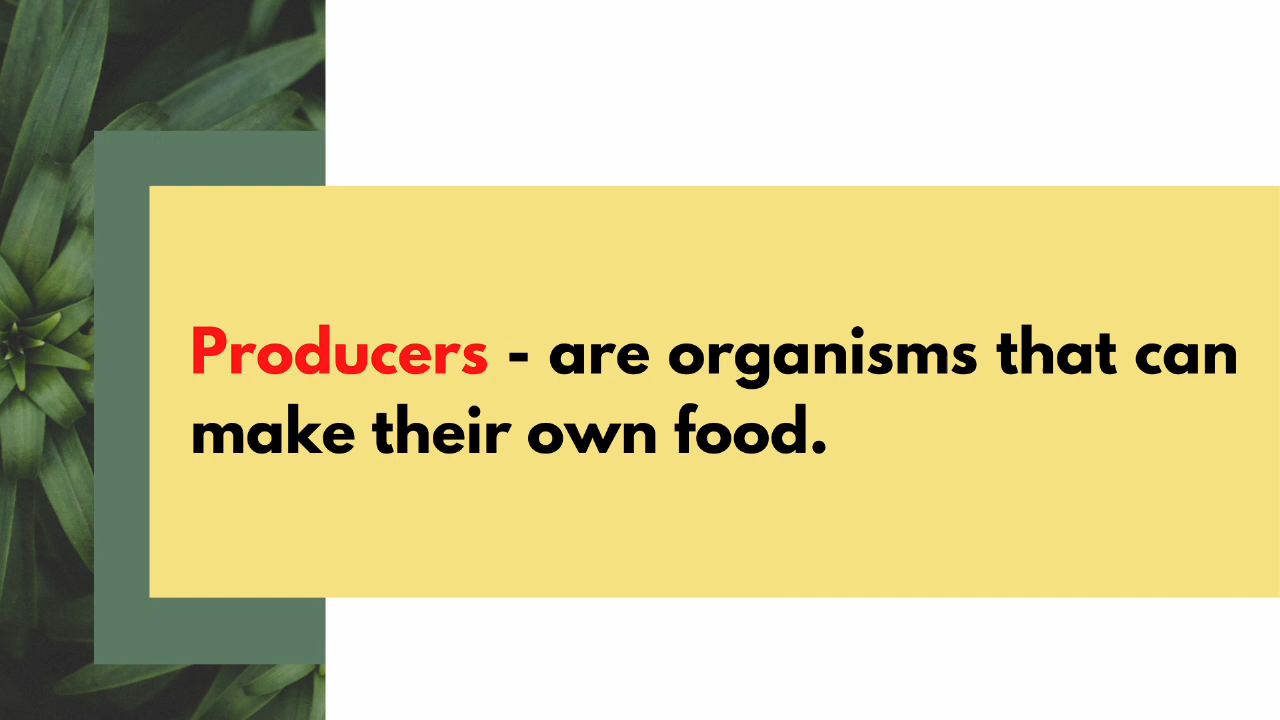 Producers - are organisms that can
make their own food.